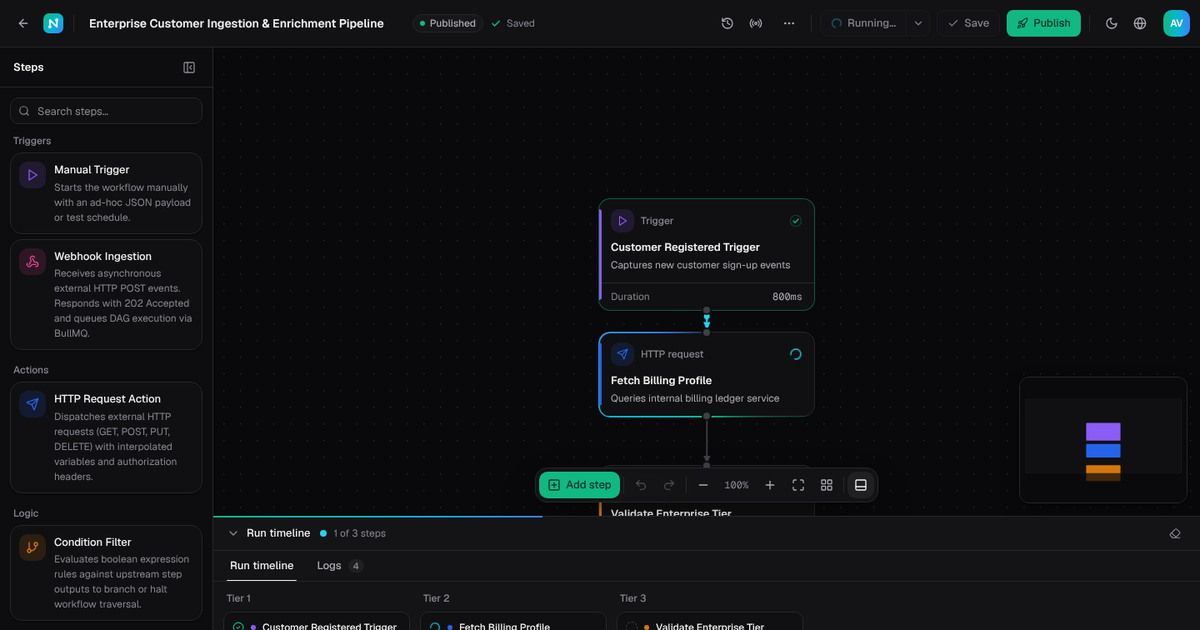 N
Enterprise Customer Ingestion & Enrichment Pipeline
Published
Saved
Running...
Save
Publish
AV
Steps
Search steps...
Triggers
Manual Trigger
Starts the workflow manually
with an ad-hoc JSON payload
or test schedule.
Webhook Ingestion
Receives asynchronous
external HTTP POST events.
Responds with 202 Accepted
and queues DAG execution via
BullMQ.
Actions
HTTP Request Action
Dispatches external HTTP
requests (GET, POST, PUT,
DELETE) with interpolated
variables and authorization
headers.
Logic
Condition Filter
Evaluates boolean expression
rules against upstream step
outputs to branch or halt
workflow traversal.
Trigger
Customer Registered Trigger
Captures new customer sign-up events
Duration 800ms
HTTP request
Fetch Billing Profile
Queries internal billing ledger service
Add step
100%
Validate Enterprise Tier
Run timeline
1 of 3 steps
Run timeline
Logs 4
Tier 1
Tier 2
Tier 3
Customer Registered Trigger
Fetch Billing Profile
Validate Enterprise Tier